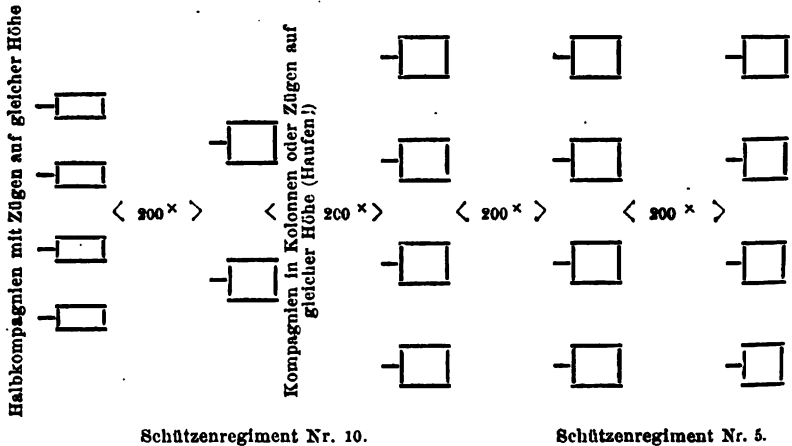 Halbkompagnien mit Zügen auf gleicher Höhe
Kompagnien in Kolonnen oder Zügen auf
gleicher Höhe (Haufen!)
200 ×
200 ×
200 ×
200 ×
Schützenregiment Nr. 10.
Schützenregiment Nr. 5.